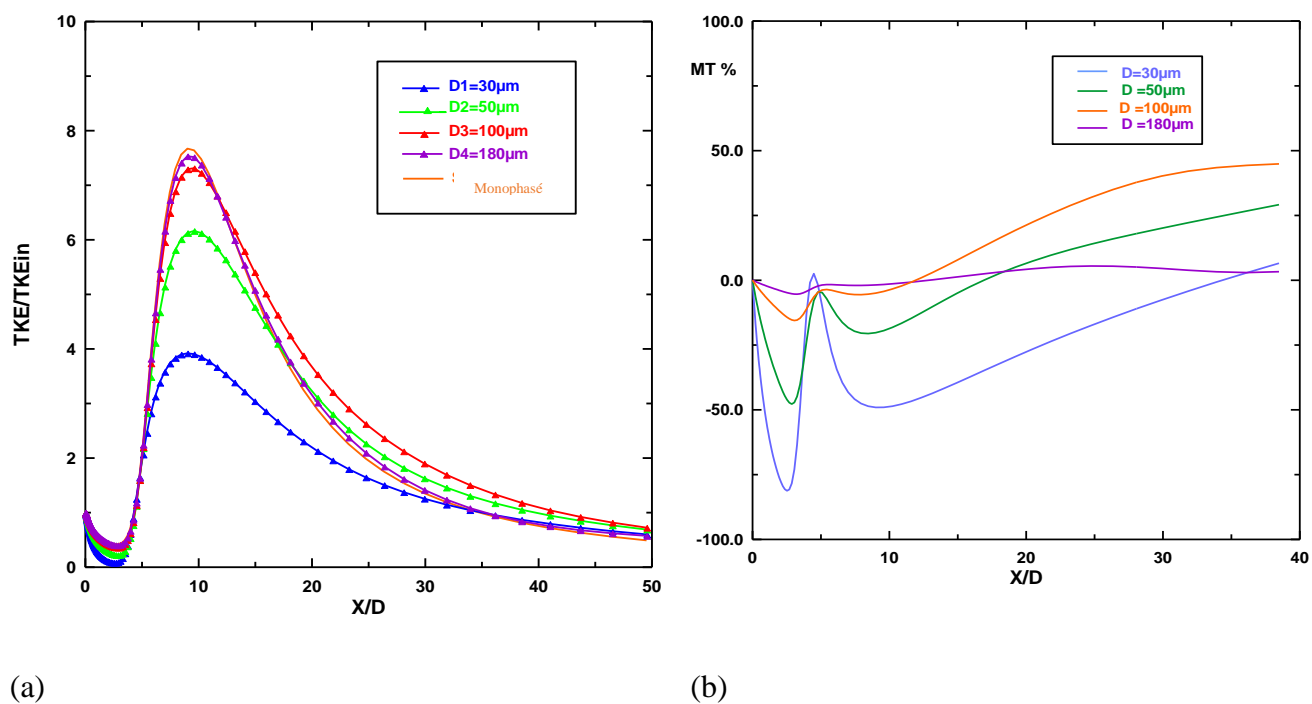 10
8
6
4
2
0
TKE/TKEin
D1=30µm
D2=50µm
D3=100µm
D4=180µm
Monophasé
0 10 20 30 40 50
X/D
(a)
100.0
MT %
50.0
0.0
-50.0
-100.0
D=30µm
D =50µm
D =100µm
D =180µm
0 10 20 30 40
X/D
(b)